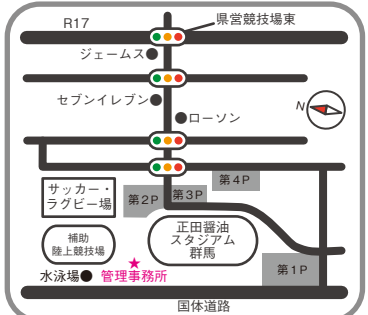 県営競技場東
R17
ジェームス
セブンイレブン
N
ローソン
第4P
サッカー・
ラグビー場
第2P
第3P
正田醤油
スタジアム
群馬
補助
陸上競技場
第1P
水泳場
管理事務所
国体道路